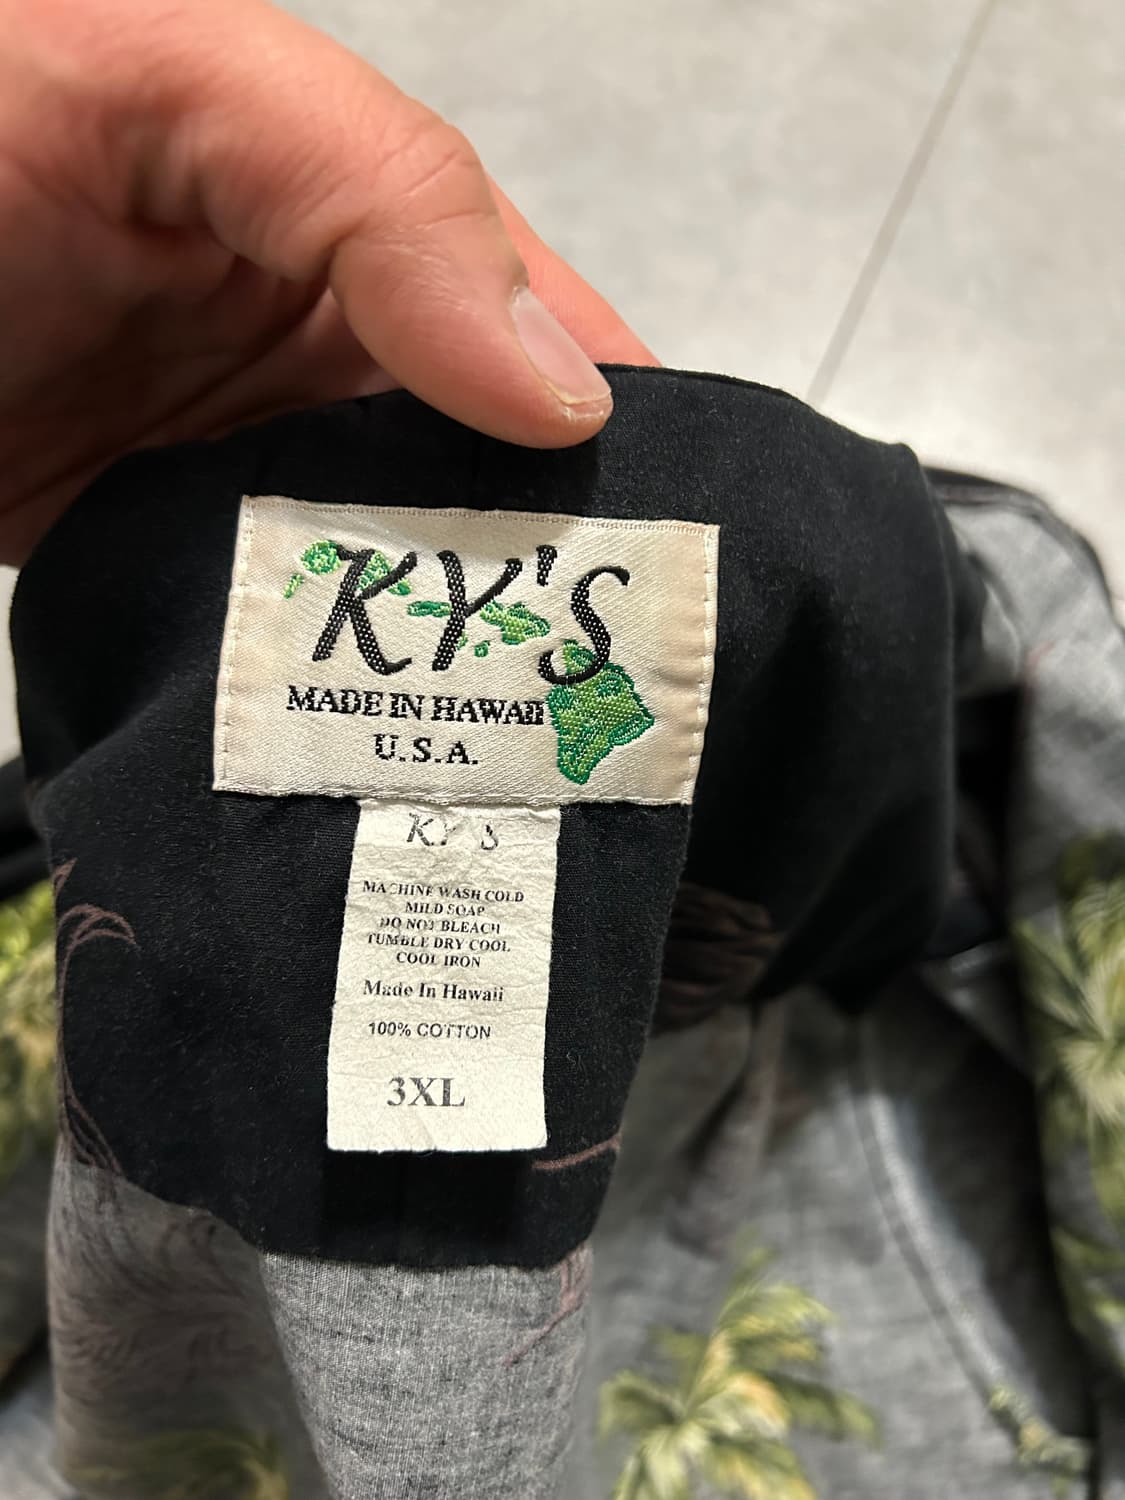 KY'S
MADE IN HAWAII
U.S.A.
KY'S
MACHINE WASH COLD
MILD SOAP
DO NOT BLEACH
TUMBLE DRY COOL
COOL IRON
Made In Hawaii
100% COTTON
3XL